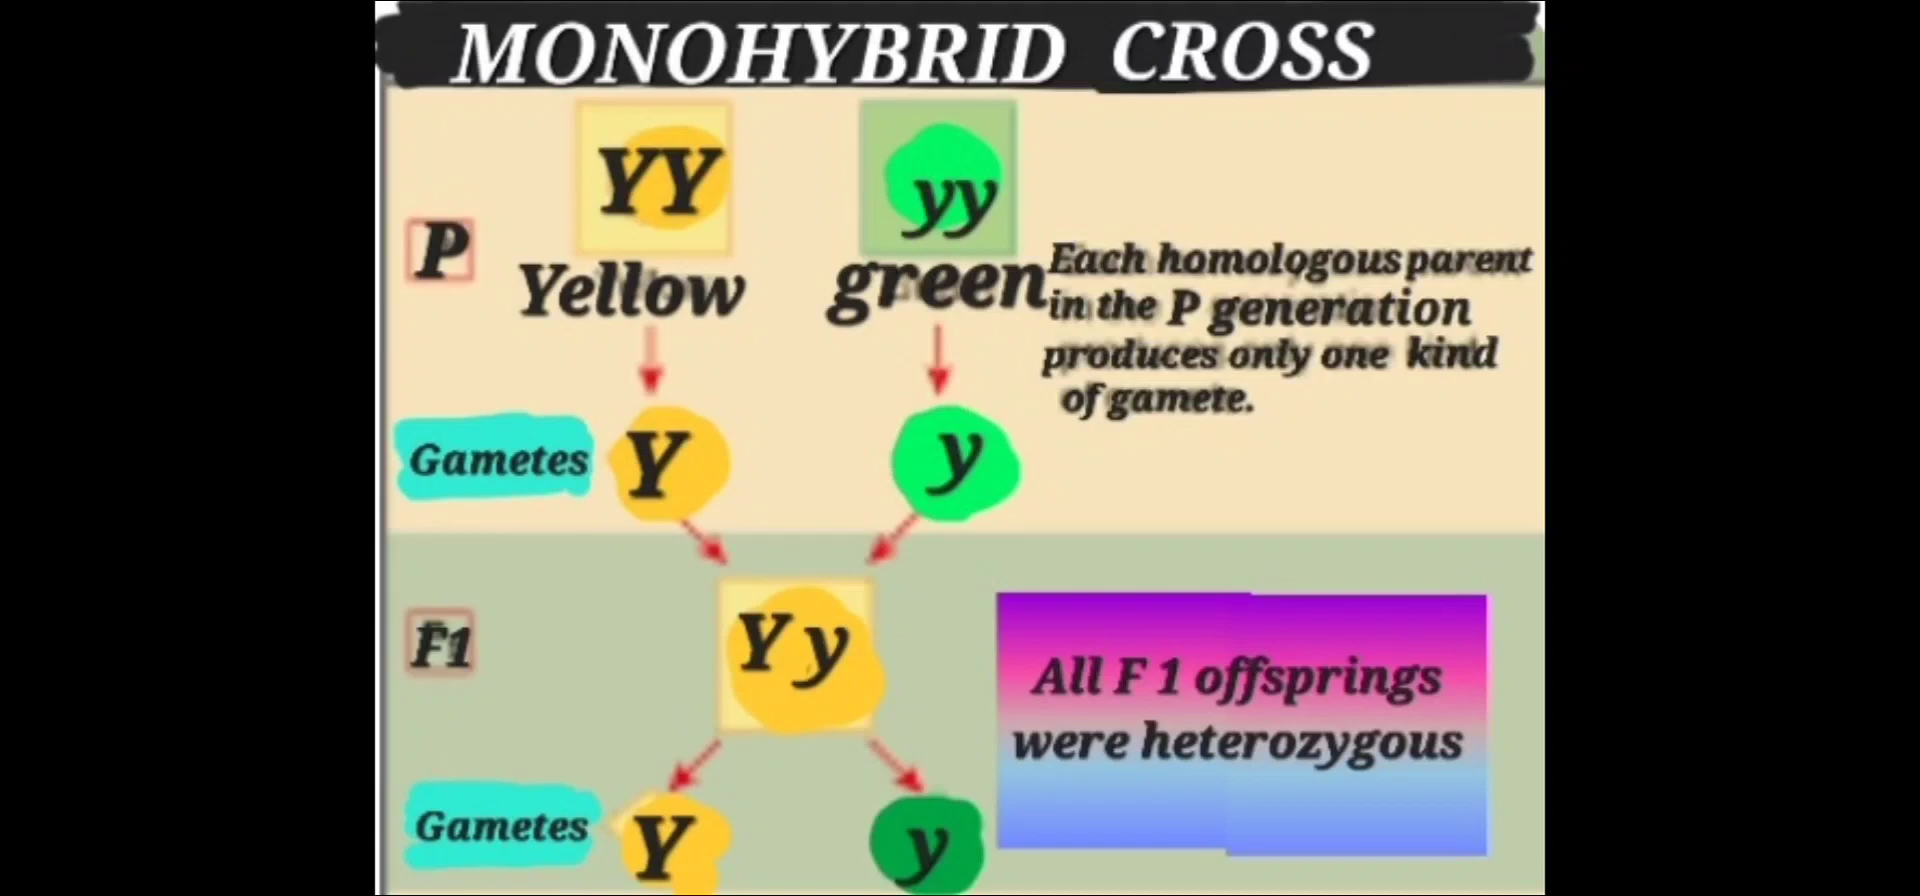 MONOHYBRID CROSS
YY
yy
P
Yellow
green
Each homologous parent
in the P generation
produces only one kind
of gamete.
Gametes
Y
y
F1
Y y
All F 1 offsprings
were heterozygous
Gametes
Y
y